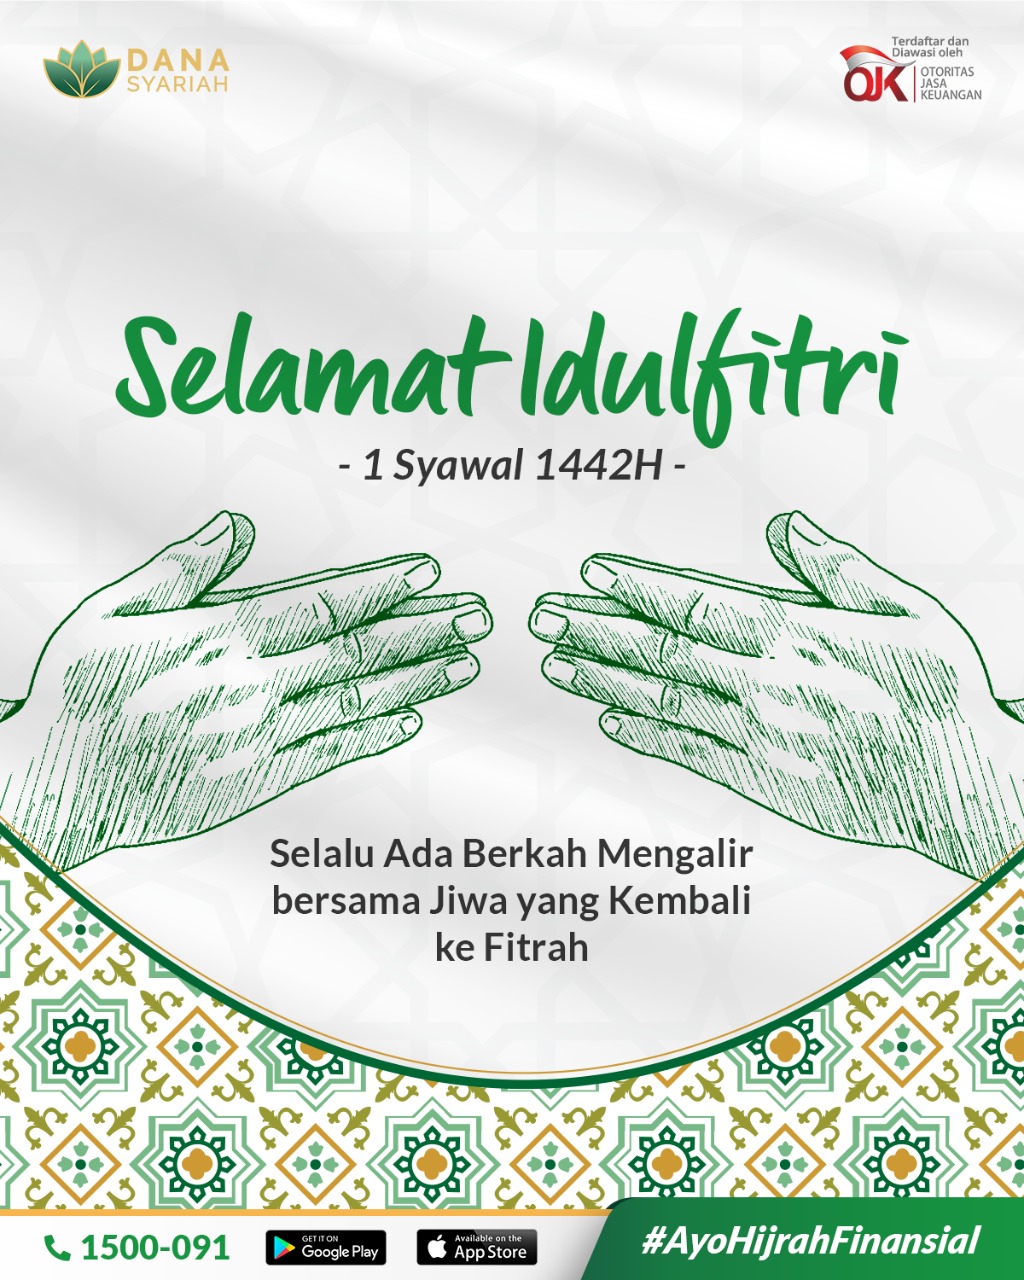 DANA
SYARIAH
Terdaftar dan
Diawasi oleh
OJK
OTORITAS
JASA
KEUANGAN
Selamat Idulfitri
- 1 Syawal 1442H -
Selalu Ada Berkah Mengalir
bersama Jiwa yang Kembali
ke Fitrah
1500-091
GET IT ON
Google Play
Available on the
App Store
#AyoHijrahFinansial